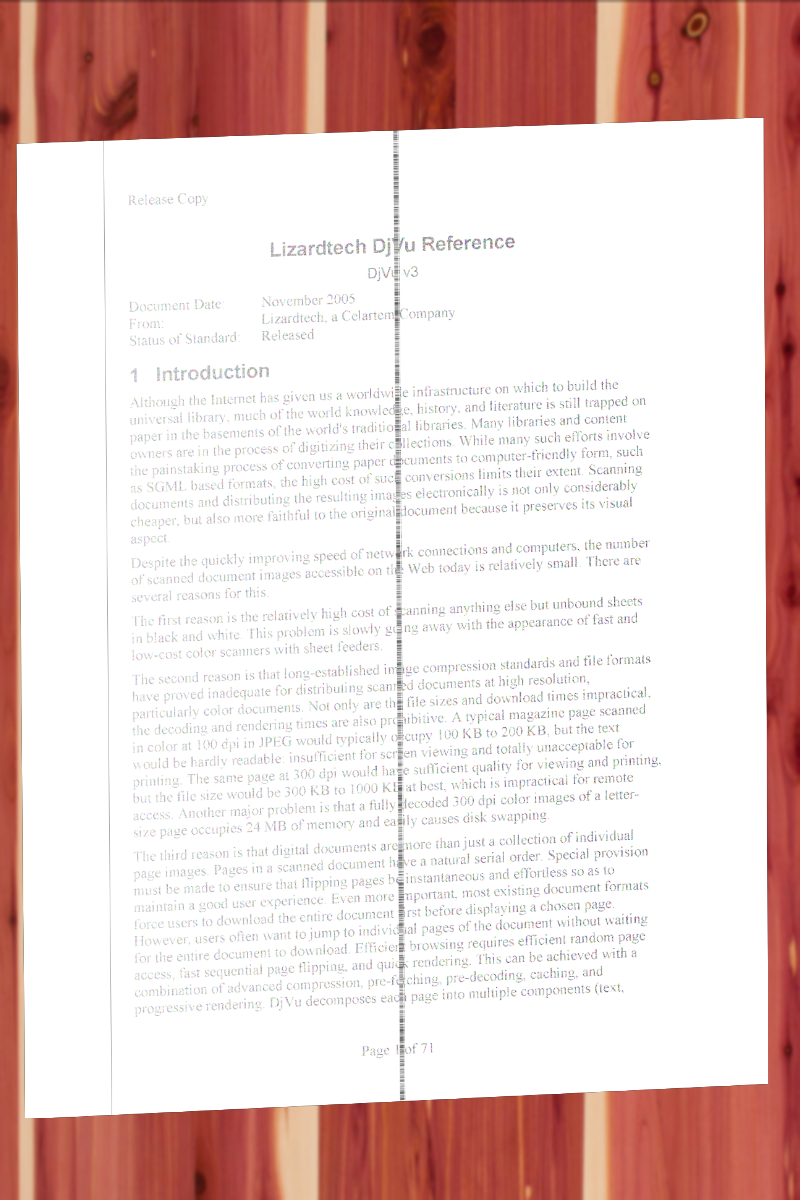 Release Copy
Lizardtech DjVu Reference
DjVu v3
Document Date: November 2005
From: Lizardtech, a Celartem Company
Status of Standard: Released
1 Introduction
Although the Internet has given us a worldwide infrastructure on which to build the
universal library, much of the world knowledge, history, and literature is still trapped on
paper in the basements of the world's traditional libraries. Many libraries and content
owners are in the process of digitizing their collections. While many such efforts involve
the painstaking process of converting paper documents to computer-friendly form, such
as SGML based formats, the high cost of such conversions limits their extent. Scanning
documents and distributing the resulting images electronically is not only considerably
cheaper, but also more faithful to the original document because it preserves its visual
aspect.
Despite the quickly improving speed of network connections and computers, the number
of scanned document images accessible on the Web today is relatively small. There are
several reasons for this.
The first reason is the relatively high cost of scanning anything else but unbound sheets
in black and white. This problem is slowly going away with the appearance of fast and
low-cost color scanners with sheet feeders.
The second reason is that long-established image compression standards and file formats
have proved inadequate for distributing scanned documents at high resolution,
particularly color documents. Not only are the file sizes and download times impractical,
the decoding and rendering times are also prohibitive. A typical magazine page scanned
in color at 100 dpi in JPEG would typically occupy 100 KB to 200 KB, but the text
would be hardly readable: insufficient for screen viewing and totally unacceptable for
printing. The same page at 300 dpi would have sufficient quality for viewing and printing,
but the file size would be 300 KB to 1000 KB at best, which is impractical for remote
access. Another major problem is that a fully decoded 300 dpi color images of a letter-
size page occupies 24 MB of memory and easily causes disk swapping.
The third reason is that digital documents are more than just a collection of individual
page images. Pages in a scanned document have a natural serial order. Special provision
must be made to ensure that flipping pages be instantaneous and effortless so as to
maintain a good user experience. Even more important, most existing document formats
force users to download the entire document first before displaying a chosen page.
However, users often want to jump to individual pages of the document without waiting
for the entire document to download. Efficient browsing requires efficient random page
access, fast sequential page flipping, and quick rendering. This can be achieved with a
combination of advanced compression, pre-fetching, pre-decoding, caching, and
progressive rendering. DjVu decomposes each page into multiple components (text,
Page 1 of 71